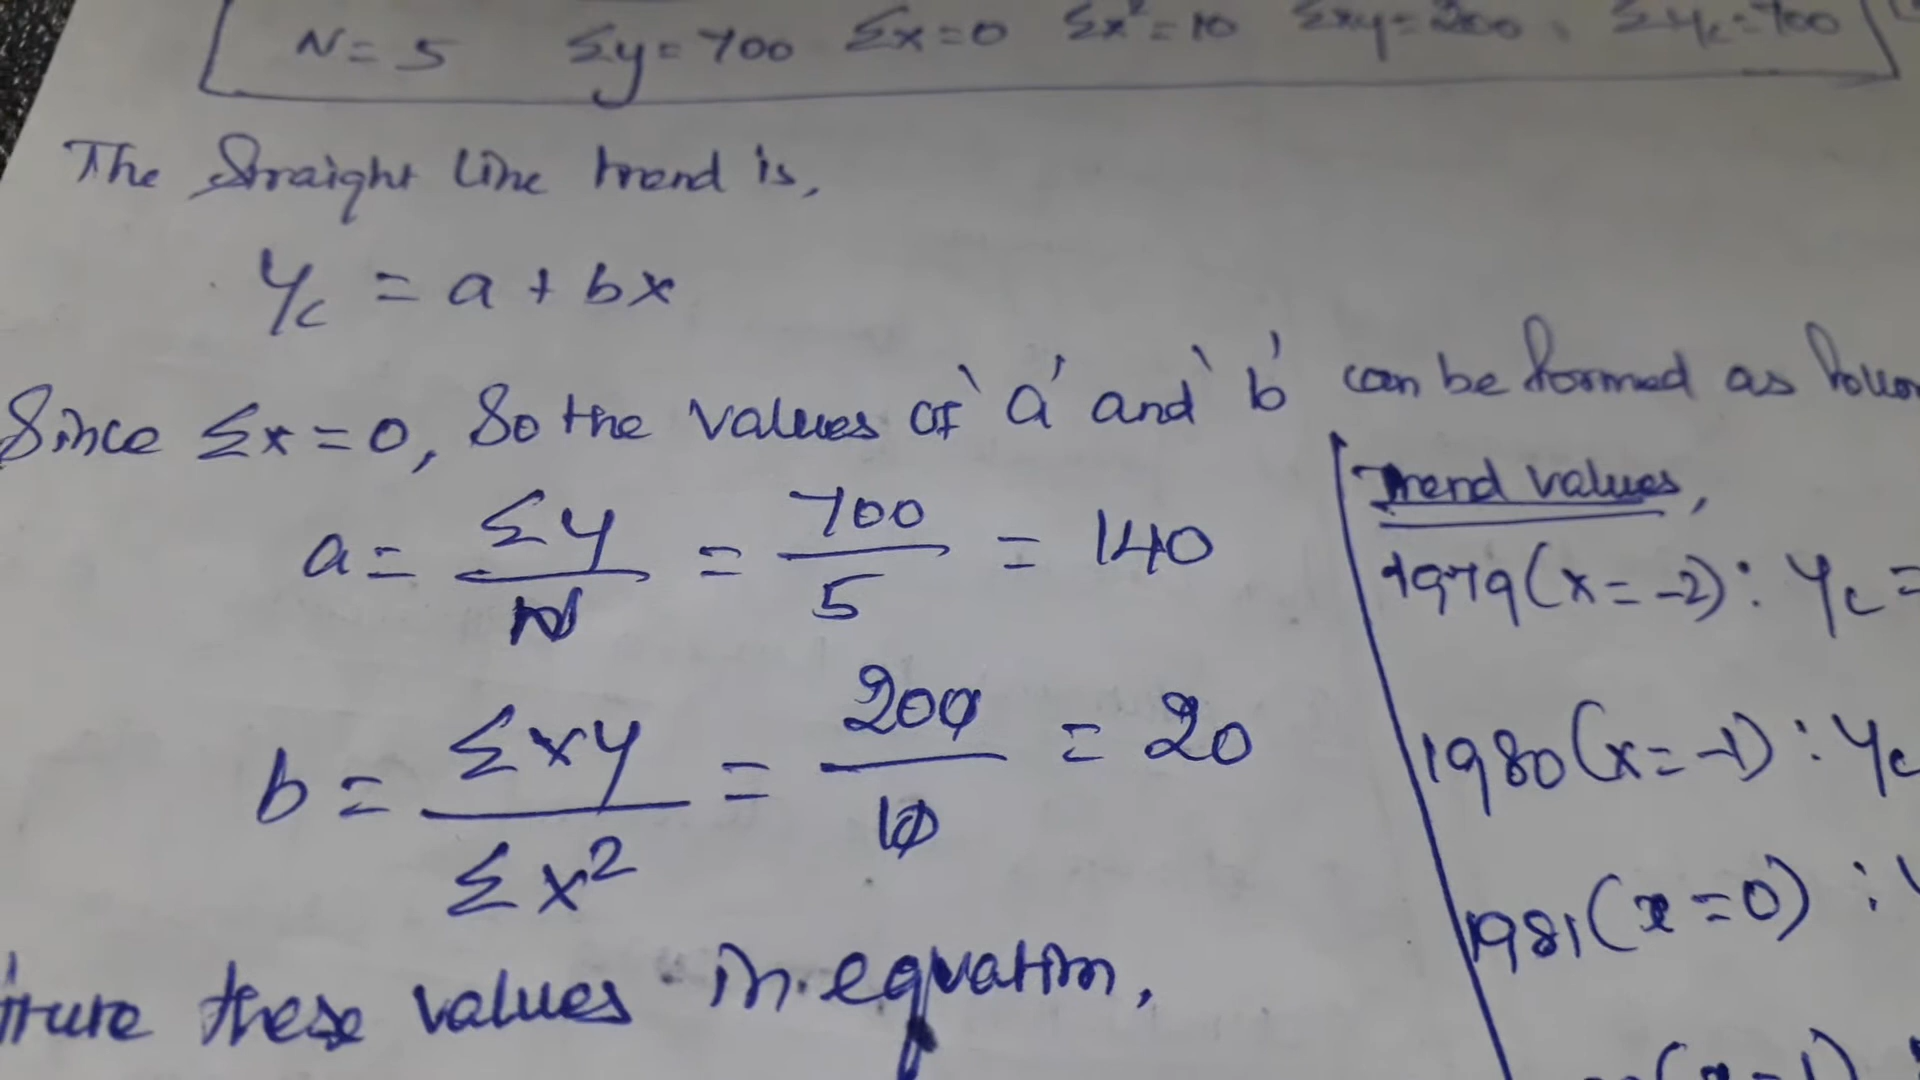 N = 5 Σy = 700 Σx = 0 Σx² = 10 Σxy = 200 Σyc = 700
The Straight Line trend is,
Yc = a + bx
Since Σx = 0, So the values of 'a' and 'b' can be formed as
a = Σy / N = 700 / 5 = 140
b = Σxy / Σx² = 200 / 10 = 20
these values in equation,
Trend values,
1979 (x = -2) : Yc =
1980 (x = -1) : Yc
1981 (x = 0) :